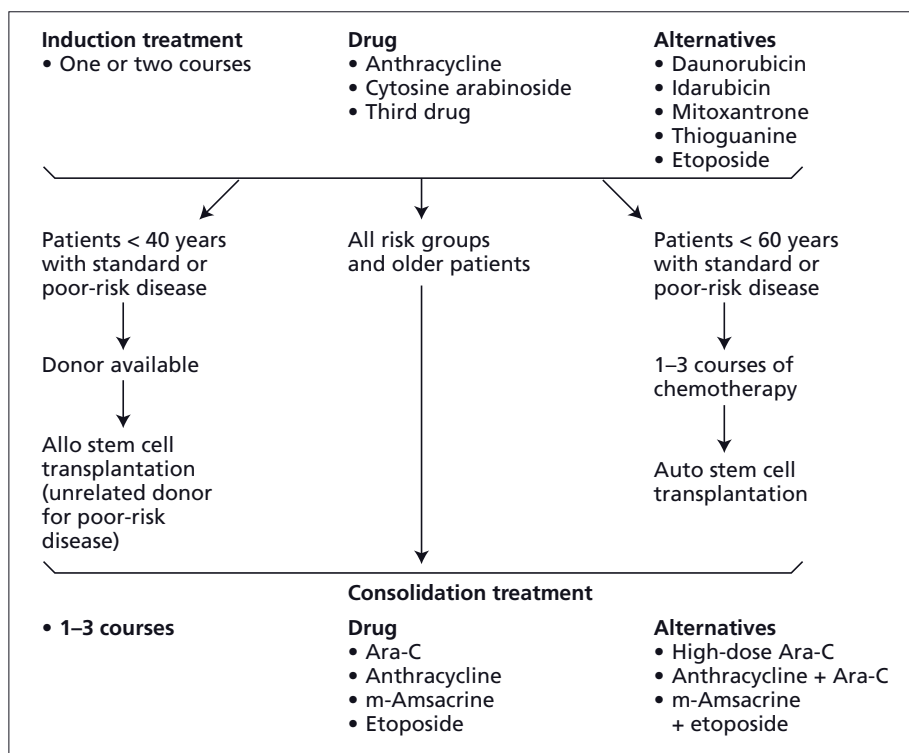 Induction treatment
• One or two courses
Drug
• Anthracycline
• Cytosine arabinoside
• Third drug
Alternatives
• Daunorubicin
• Idarubicin
• Mitoxantrone
• Thioguanine
• Etoposide
Patients < 40 years
with standard or
poor-risk disease
Donor available
Allo stem cell
transplantation
(unrelated donor
for poor-risk
disease)
All risk groups
and older patients
Patients < 60 years
with standard or
poor-risk disease
1–3 courses of
chemotherapy
Auto stem cell
transplantation
Consolidation treatment
• 1–3 courses
Drug
• Ara-C
• Anthracycline
• m-Amsacrine
• Etoposide
Alternatives
• High-dose Ara-C
• Anthracycline + Ara-C
• m-Amsacrine
+ etoposide